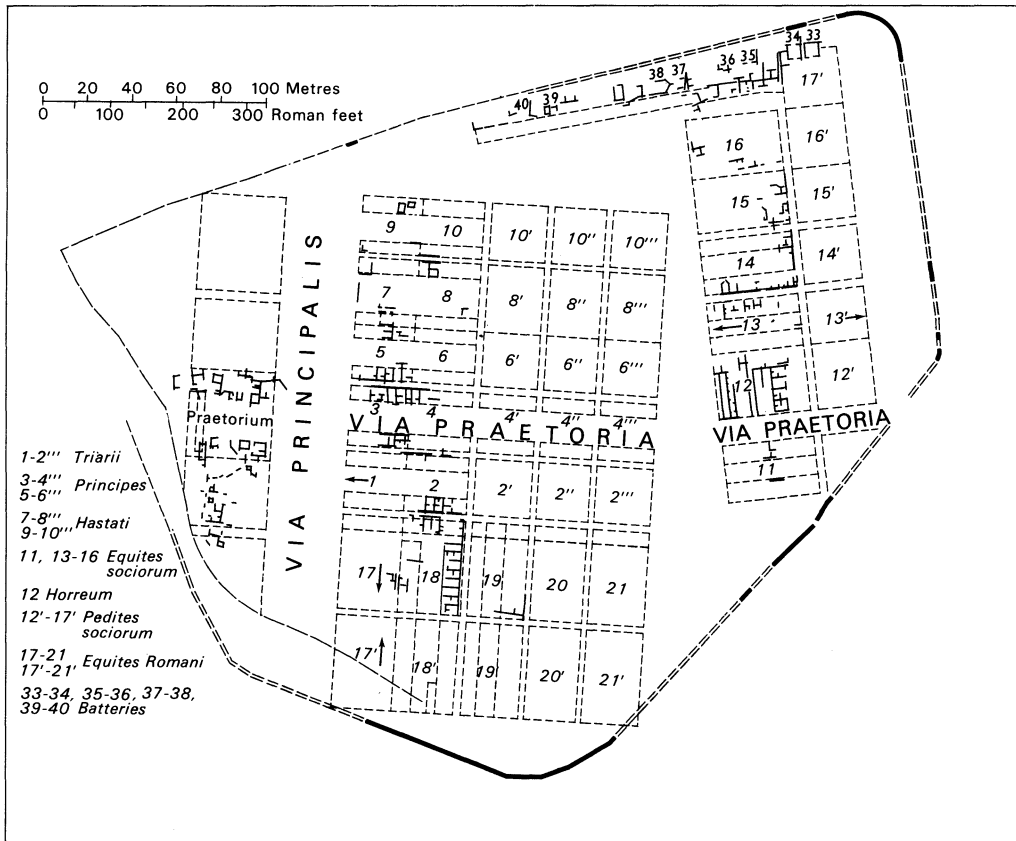 0 20 40 60 80 100 Metres
0 100 200 300 Roman feet
34 33
36 35
38 37
40 39
17'
16 16'
15 15'
14 14'
13 13'
12 12'
VIA PRAETORIA
11
9 10 10' 10'' 10'''
7 8 8' 8'' 8'''
5 6 6' 6'' 6'''
3 4 4' 4'' 4'''
VIA PRAETORIA
1 2 2' 2'' 2'''
17 18 19 20 21
17' 18' 19' 20' 21'
VIA PRINCIPALIS
Praetorium
1-2''' Triarii
3-4''' Principes
5-6'''
7-8''' Hastati
9-10'''
11, 13-16 Equites
sociorum
12 Horreum
12'-17' Pedites
sociorum
17-21 Equites Romani
17'-21'
33-34, 35-36, 37-38,
39-40 Batteries